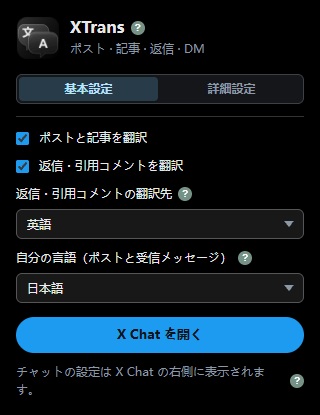 XTrans ?
ポスト · 記事 · 返信 · DM
基本設定 詳細設定
ポストと記事を翻訳
返信・引用コメントを翻訳
返信・引用コメントの翻訳先 ?
英語
自分の言語（ポストと受信メッセージ） ?
日本語
X Chat を開く
チャットの設定は X Chat の右側に表示されま
す。 ?